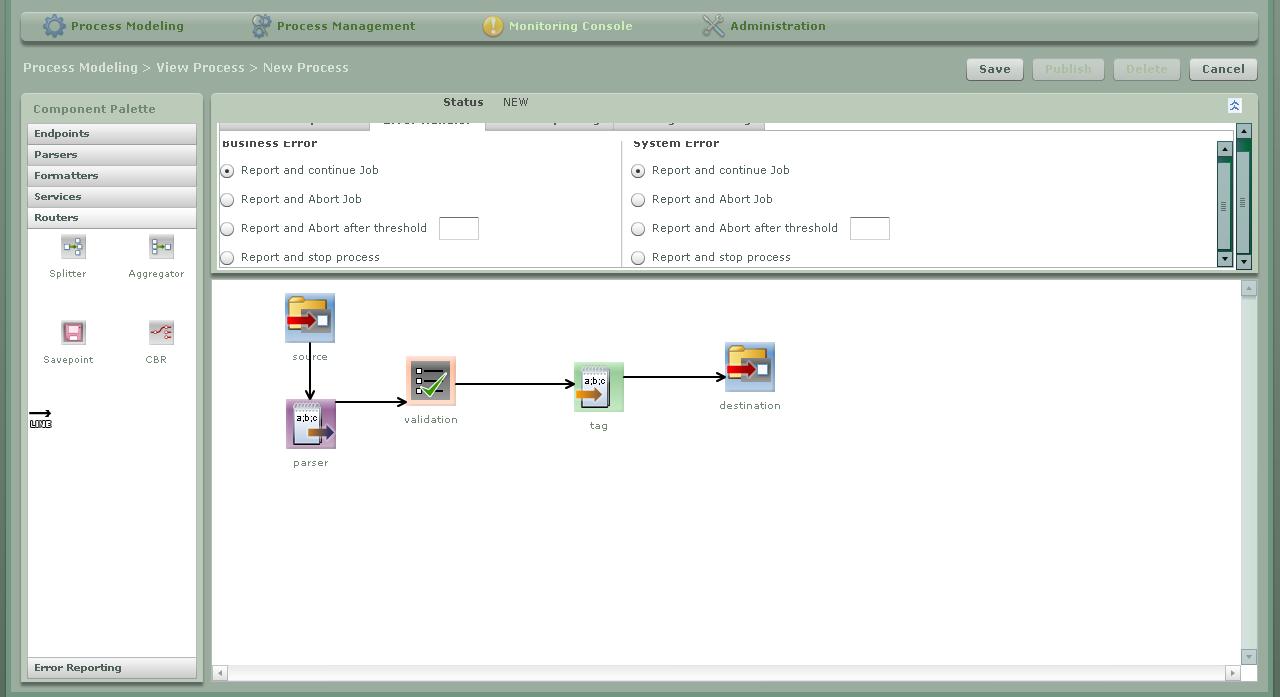 Process Modeling Process Management Monitoring Console Administration
Process Modeling > View Process > New Process Save Publish Delete Cancel
Component Palette
Endpoints
Parsers
Formatters
Services
Routers
Splitter Aggregator
Savepoint CBR
LINE
Error Reporting
Status NEW
Error Handler
Business Error System Error
Report and continue Job Report and continue Job
Report and Abort Job Report and Abort Job
Report and Abort after threshold Report and Abort after threshold
Report and stop process Report and stop process
source
a;b;c
parser
validation
a;b;c
tag
destination